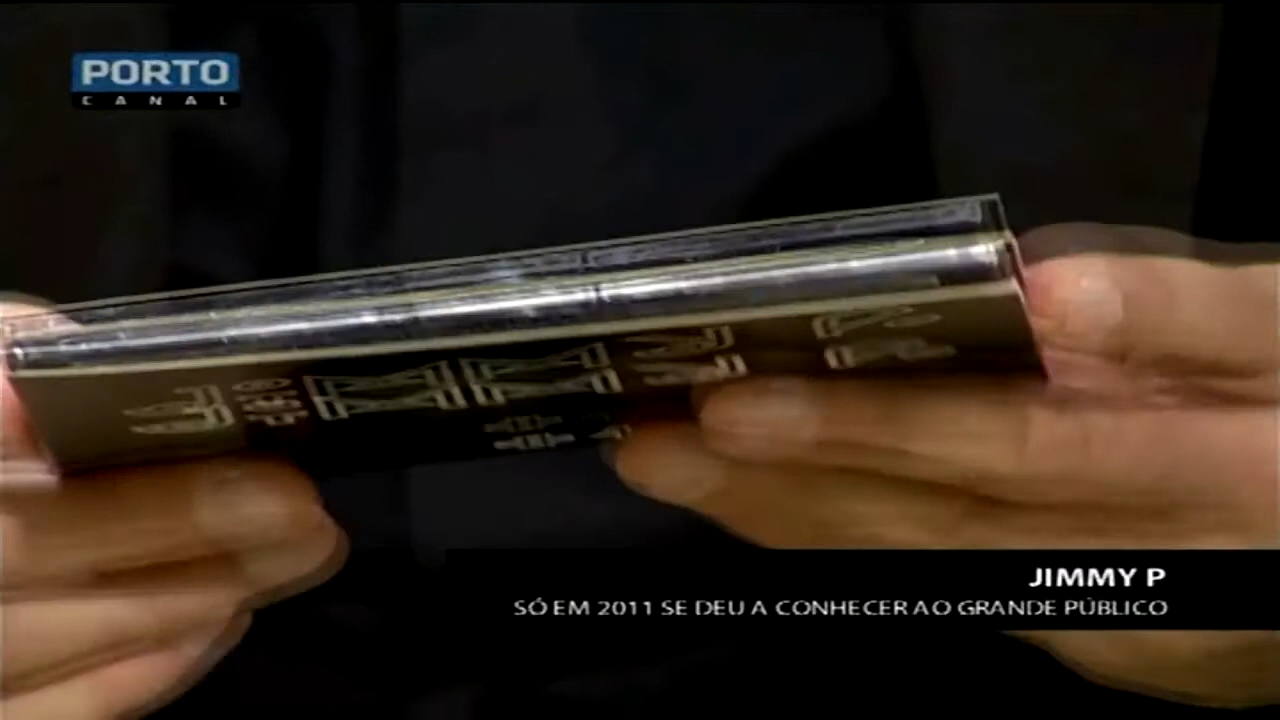 PORTO
CANAL
JIMMY P
SÓ EM 2011 SE DEU A CONHECER AO GRANDE PÚBLICO